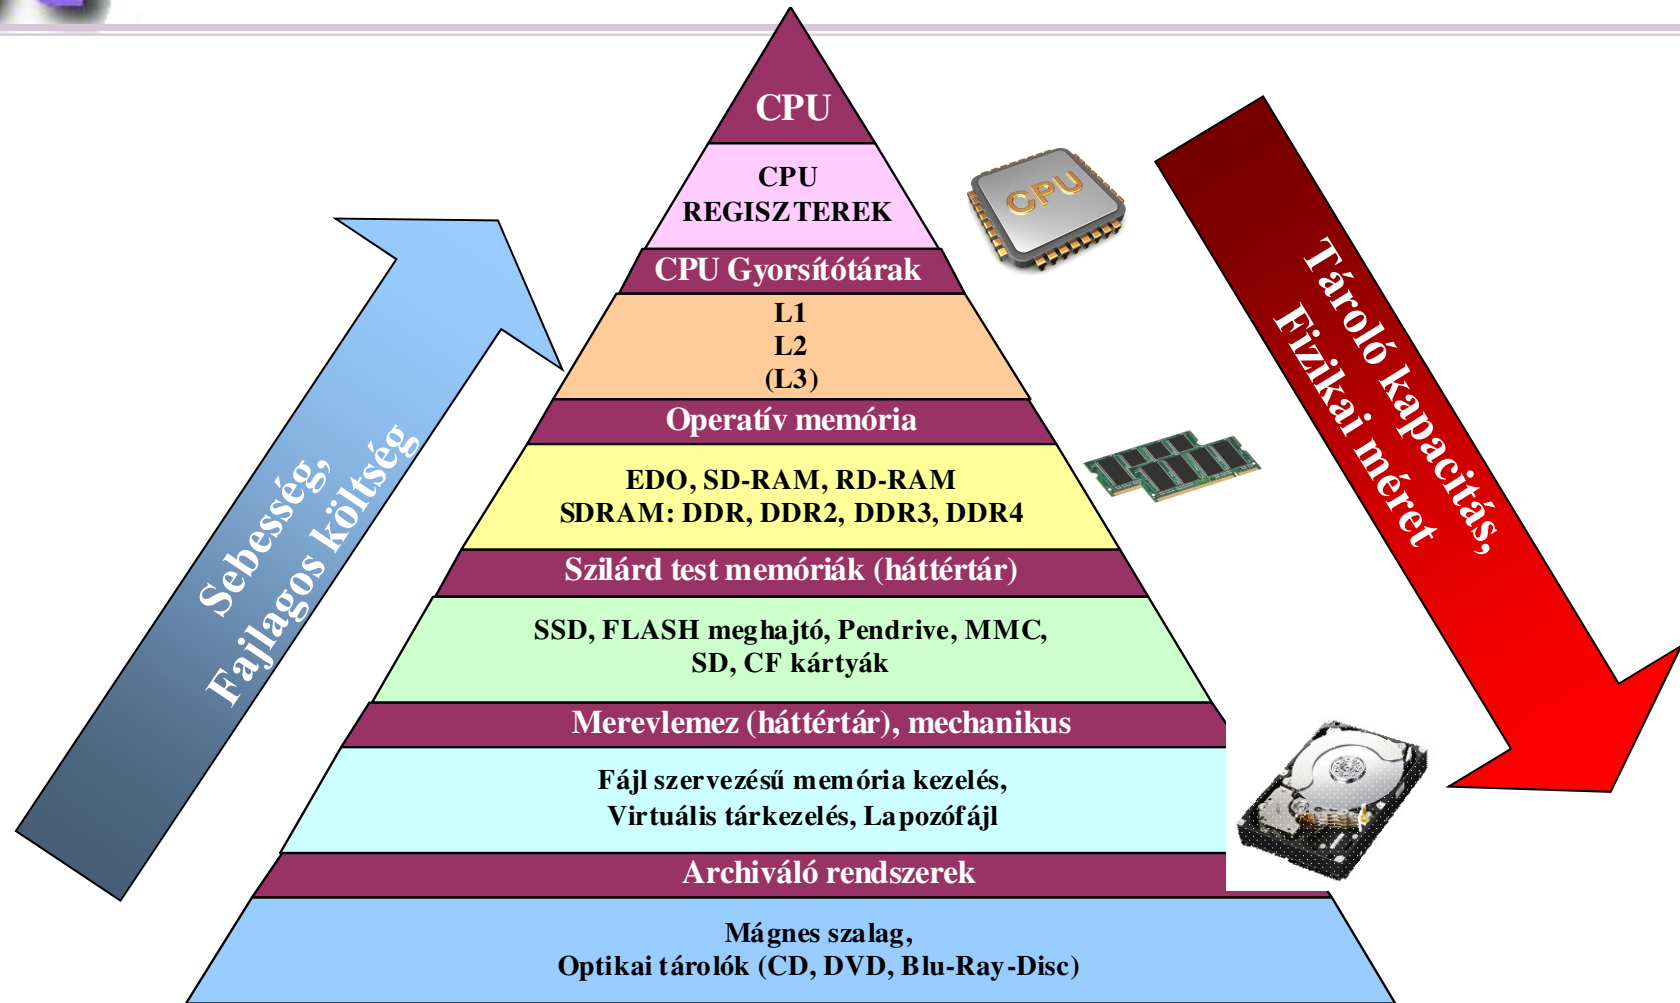 CPU
CPU
REGISZTEREK
CPU Gyorsítótárak
L1
L2
(L3)
Operatív memória
EDO, SD-RAM, RD-RAM
SDRAM: DDR, DDR2, DDR3, DDR4
Szilárd test memóriák (háttértár)
SSD, FLASH meghajtó, Pendrive, MMC,
SD, CF kártyák
Merevlemez (háttértár), mechanikus
Fájl szervezésű memória kezelés,
Virtuális tárkezelés, Lapozófájl
Archiváló rendszerek
Mágnes szalag,
Optikai tárolók (CD, DVD, Blu-Ray-Disc)
Sebesség,
Fajlagos költség
CPU
Tároló kapacitás,
Fizikai méret